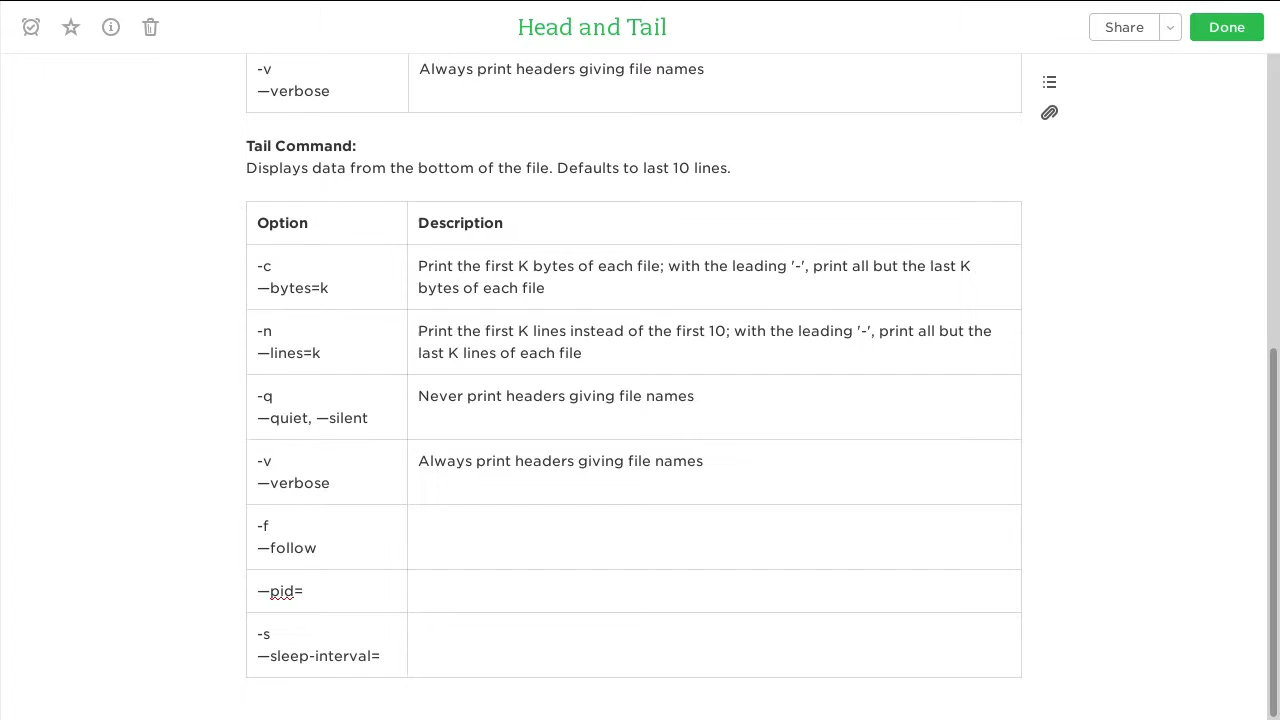 Head and Tail
Share
Done
-v
Always print headers giving file names
—verbose
Tail Command:
Displays data from the bottom of the file. Defaults to last 10 lines.
Option
Description
-c
—bytes=k
Print the first K bytes of each file; with the leading '-', print all but the last K
bytes of each file
-n
—lines=k
Print the first K lines instead of the first 10; with the leading '-', print all but the
last K lines of each file
-q
—quiet, —silent
Never print headers giving file names
-v
—verbose
Always print headers giving file names
-f
—follow
—pid=
-s
—sleep-interval=